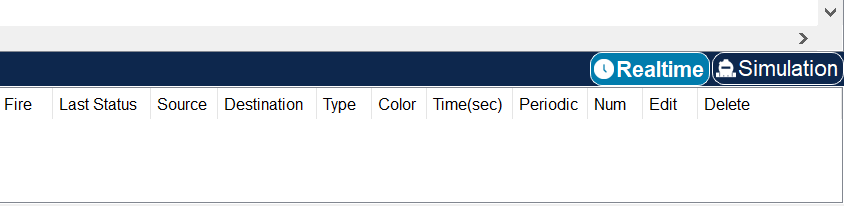 Realtime Simulation
Fire Last Status Source Destination Type Color Time(sec) Periodic Num Edit Delete